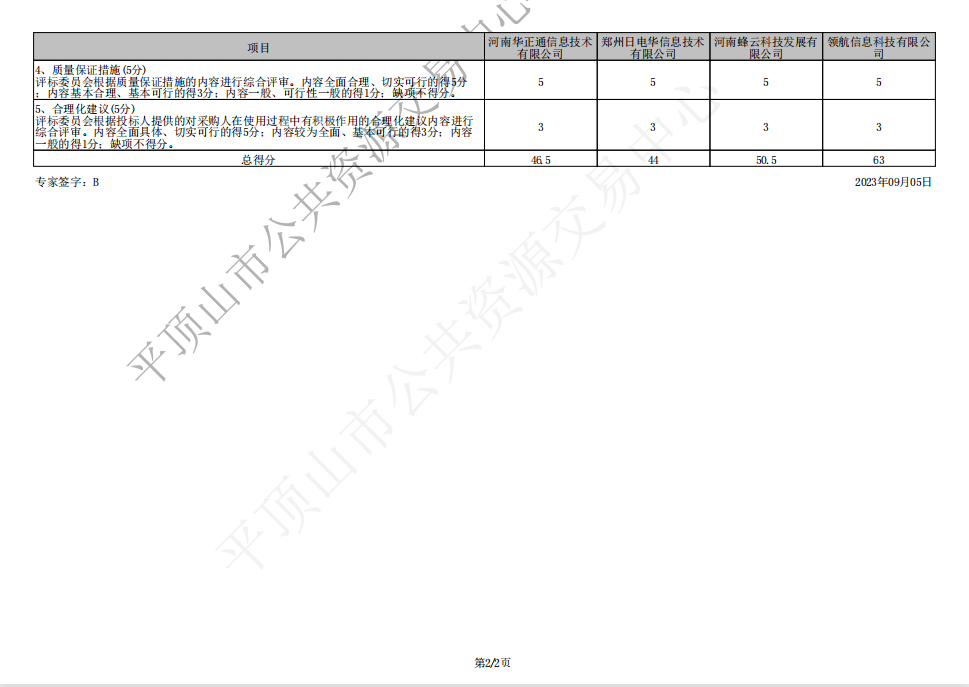 项目
河南华正通信息技术
有限公司
郑州日电华信息技术
有限公司
河南蜂云科技发展有
限公司
领航信息科技有限公
司
4、质量保证措施(5分)
评标委员会根据质量保证措施的内容进行综合评审。内容全面合理、切实可行的得5分
；内容基本合理、基本可行的得3分；内容一般、可行性一般的得1分；缺项不得分。
5
5
5
5
5、合理化建议(5分)
评标委员会根据投标人提供的对采购人在使用过程中有积极作用的合理化建议内容进行
综合评审。内容全面具体、切实可行的得5分；内容较为全面、基本可行的得3分；内容
一般的得1分；缺项不得分。
3
3
3
3
总得分
46.5
44
50.5
63
专家签字：B
2023年09月05日
平顶山市公共资源交易中心
平顶山市公共资源交易中心
第2/2页